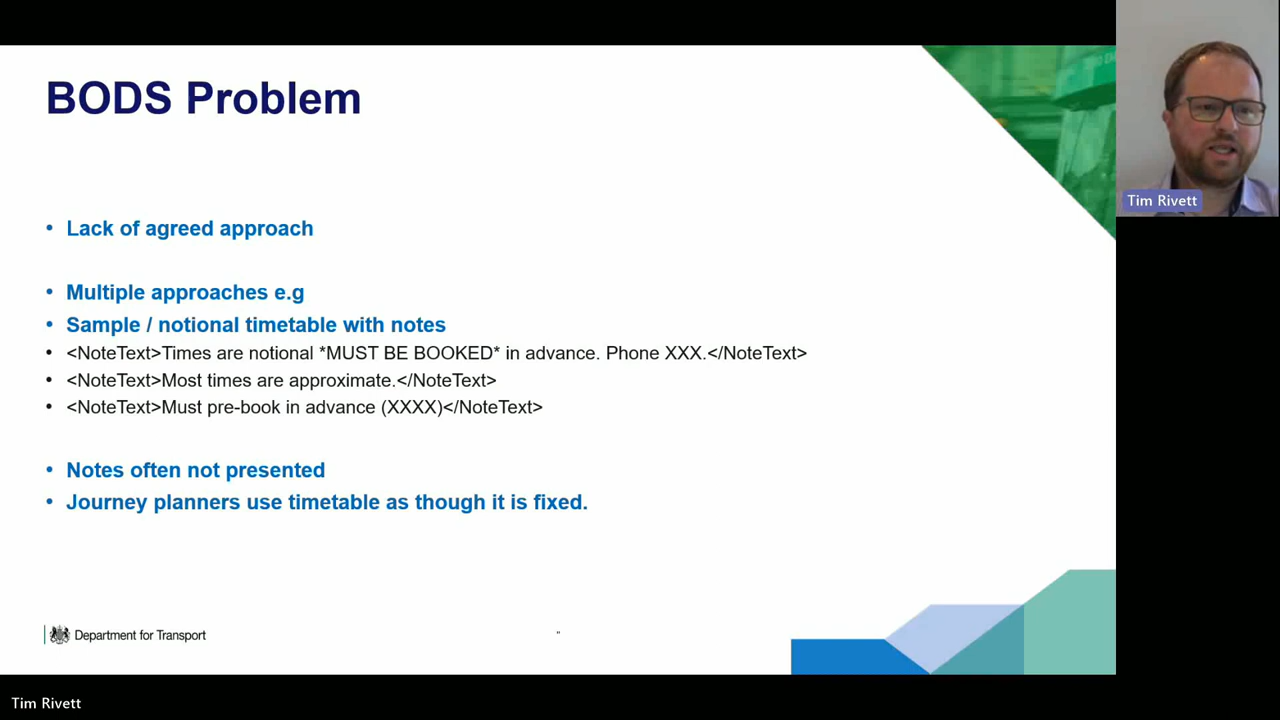 BODS Problem
• Lack of agreed approach
• Multiple approaches e.g
• Sample / notional timetable with notes
• <NoteText>Times are notional *MUST BE BOOKED* in advance. Phone XXX.</NoteText>
• <NoteText>Most times are approximate.</NoteText>
• <NoteText>Must pre-book in advance (XXXX)</NoteText>
• Notes often not presented
• Journey planners use timetable as though it is fixed.
Department for Transport
"
Tim Rivett
Tim Rivett